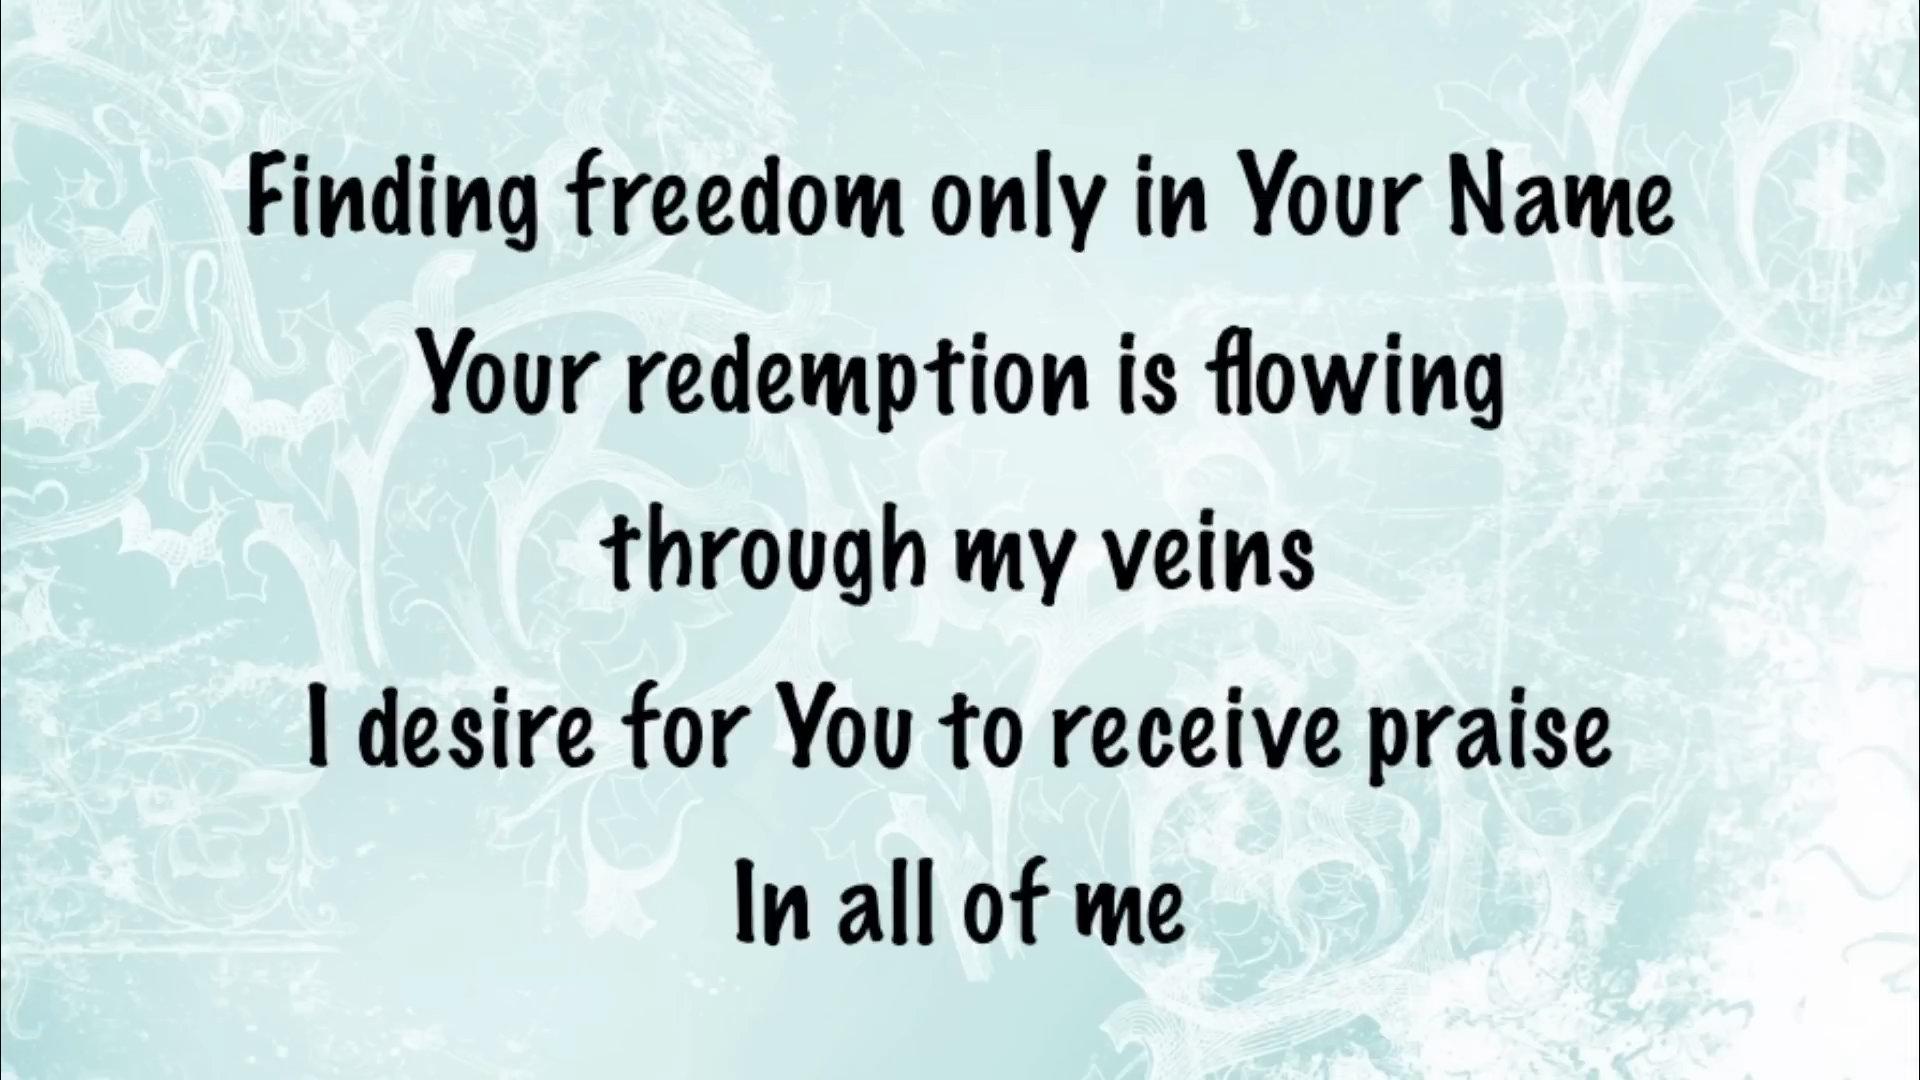 Finding freedom only in Your Name
Your redemption is flowing
through my veins
I desire for You to receive praise
In all of me